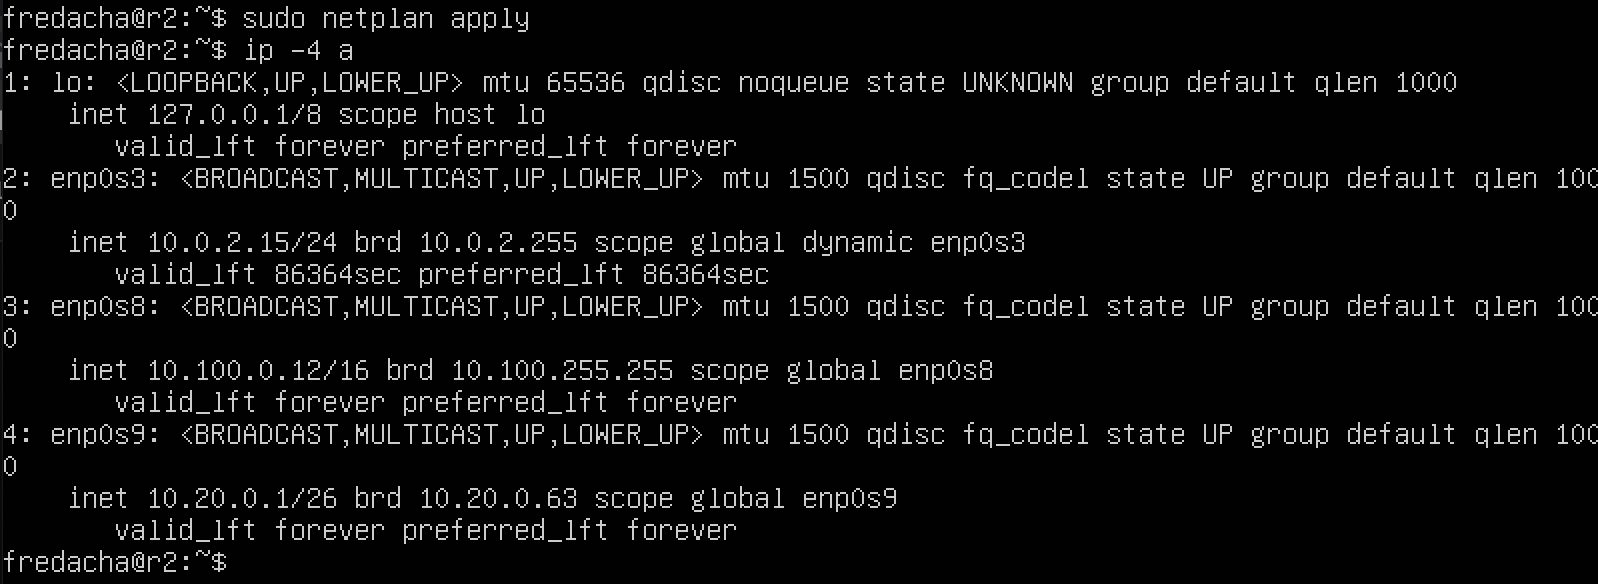 fredacha@r2:~$ sudo netplan apply
fredacha@r2:~$ ip -4 a
1: lo: <LOOPBACK,UP,LOWER_UP> mtu 65536 qdisc noqueue state UNKNOWN group default qlen 1000
    inet 127.0.0.1/8 scope host lo
       valid_lft forever preferred_lft forever
2: enp0s3: <BROADCAST,MULTICAST,UP,LOWER_UP> mtu 1500 qdisc fq_codel state UP group default qlen 100
0
    inet 10.0.2.15/24 brd 10.0.2.255 scope global dynamic enp0s3
       valid_lft 86364sec preferred_lft 86364sec
3: enp0s8: <BROADCAST,MULTICAST,UP,LOWER_UP> mtu 1500 qdisc fq_codel state UP group default qlen 100
0
    inet 10.100.0.12/16 brd 10.100.255.255 scope global enp0s8
       valid_lft forever preferred_lft forever
4: enp0s9: <BROADCAST,MULTICAST,UP,LOWER_UP> mtu 1500 qdisc fq_codel state UP group default qlen 100
0
    inet 10.20.0.1/26 brd 10.20.0.63 scope global enp0s9
       valid_lft forever preferred_lft forever
fredacha@r2:~$